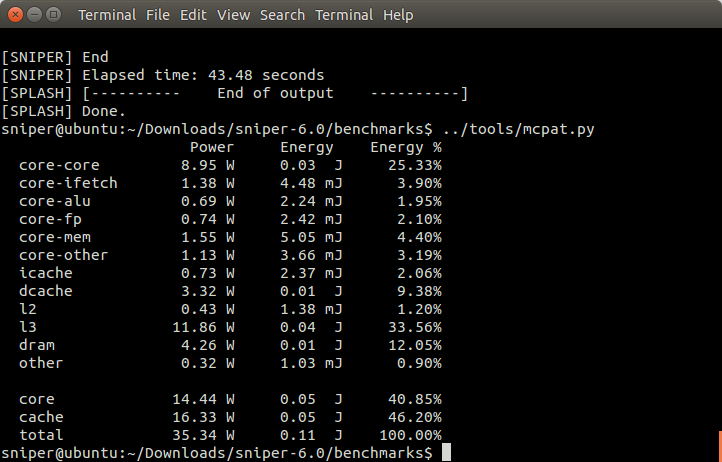 Terminal File Edit View Search Terminal Help
[SNIPER] End
[SNIPER] Elapsed time: 43.48 seconds
[SPLASH] [---------- End of output ----------]
[SPLASH] Done.
sniper@ubuntu:~/Downloads/sniper-6.0/benchmarks$ ../tools/mcpat.py
Power Energy Energy %
core-core 8.95 W 0.03 J 25.33%
core-ifetch 1.38 W 4.48 mJ 3.90%
core-alu 0.69 W 2.24 mJ 1.95%
core-fp 0.74 W 2.42 mJ 2.10%
core-mem 1.55 W 5.05 mJ 4.40%
core-other 1.13 W 3.66 mJ 3.19%
icache 0.73 W 2.37 mJ 2.06%
dcache 3.32 W 0.01 J 9.38%
l2 0.43 W 1.38 mJ 1.20%
l3 11.86 W 0.04 J 33.56%
dram 4.26 W 0.01 J 12.05%
other 0.32 W 1.03 mJ 0.90%
core 14.44 W 0.05 J 40.85%
cache 16.33 W 0.05 J 46.20%
total 35.34 W 0.11 J 100.00%
sniper@ubuntu:~/Downloads/sniper-6.0/benchmarks$